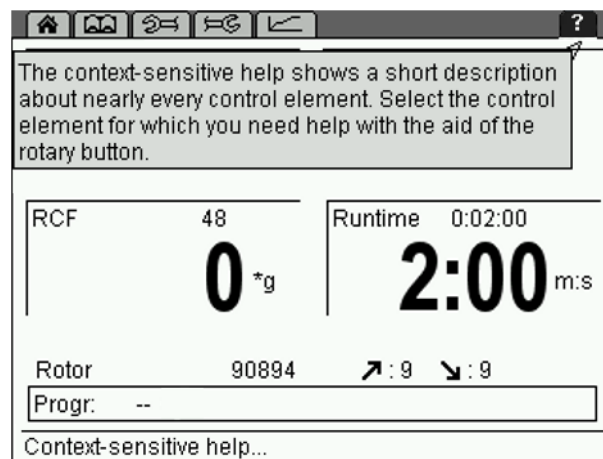 ?
The context-sensitive help shows a short description
about nearly every control element. Select the control
element for which you need help with the aid of the
rotary button.
RCF 48
0 *g
Runtime 0:02:00
2:00 m:s
Rotor 90894 ↗ : 9 ↘ : 9
Progr: --
Context-sensitive help...